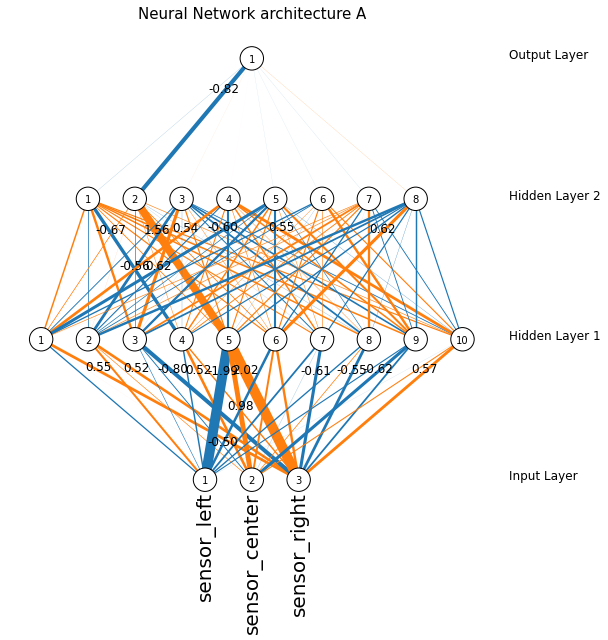 Neural Network architecture A
1
Output Layer
-0.82
1 2 3 4 5 6 7 8
Hidden Layer 2
-0.67 1.56 0.54 -0.60 0.55 0.62
-0.56 0.62
1 2 3 4 5 6 7 8 9 10
Hidden Layer 1
0.55 0.52 -0.80 0.52 -1.99 2.02 -0.61 -0.55 -0.62 0.57
0.98
-0.50
1 2 3
Input Layer
sensor_left
sensor_center
sensor_right